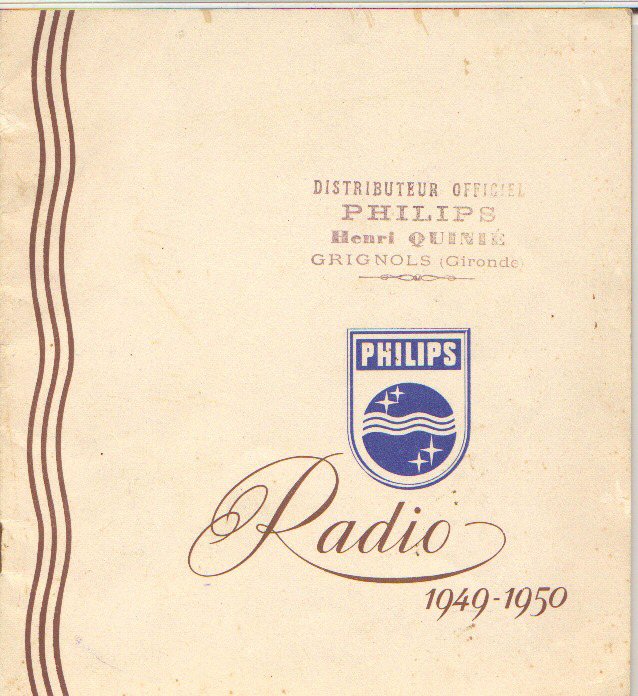 DISTRIBUTEUR OFFICIEL
PHILIPS
Henri QUINIÉ
GRIGNOLS (Gironde)
PHILIPS
Radio
1949-1950